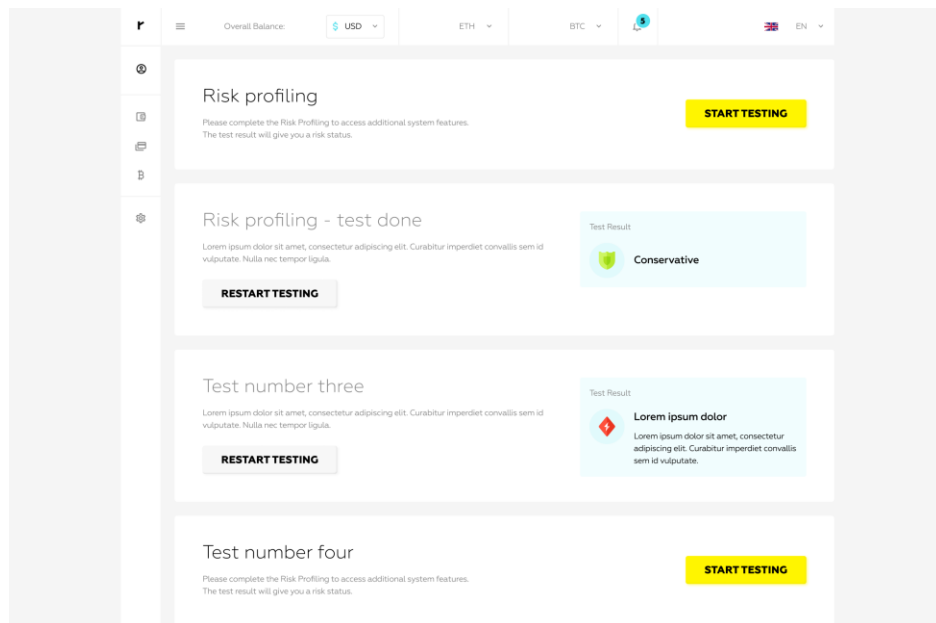 r
Overall Balance:
$ USD
ETH
BTC
5
EN
Risk profiling
Please complete the Risk Profiling to access additional system features.
The test result will give you a risk status.
START TESTING
Risk profiling - test done
Lorem ipsum dolor sit amet, consectetur adipiscing elit. Curabitur imperdiet convallis sem id
vulputate. Nulla nec tempor ligula.
RESTART TESTING
Test Result
Conservative
Test number three
Lorem ipsum dolor sit amet, consectetur adipiscing elit. Curabitur imperdiet convallis sem id
vulputate. Nulla nec tempor ligula.
RESTART TESTING
Test Result
Lorem ipsum dolor
Lorem ipsum dolor sit amet, consectetur
adipiscing elit. Curabitur imperdiet convallis
sem id vulputate.
Test number four
Please complete the Risk Profiling to access additional system features.
The test result will give you a risk status.
START TESTING